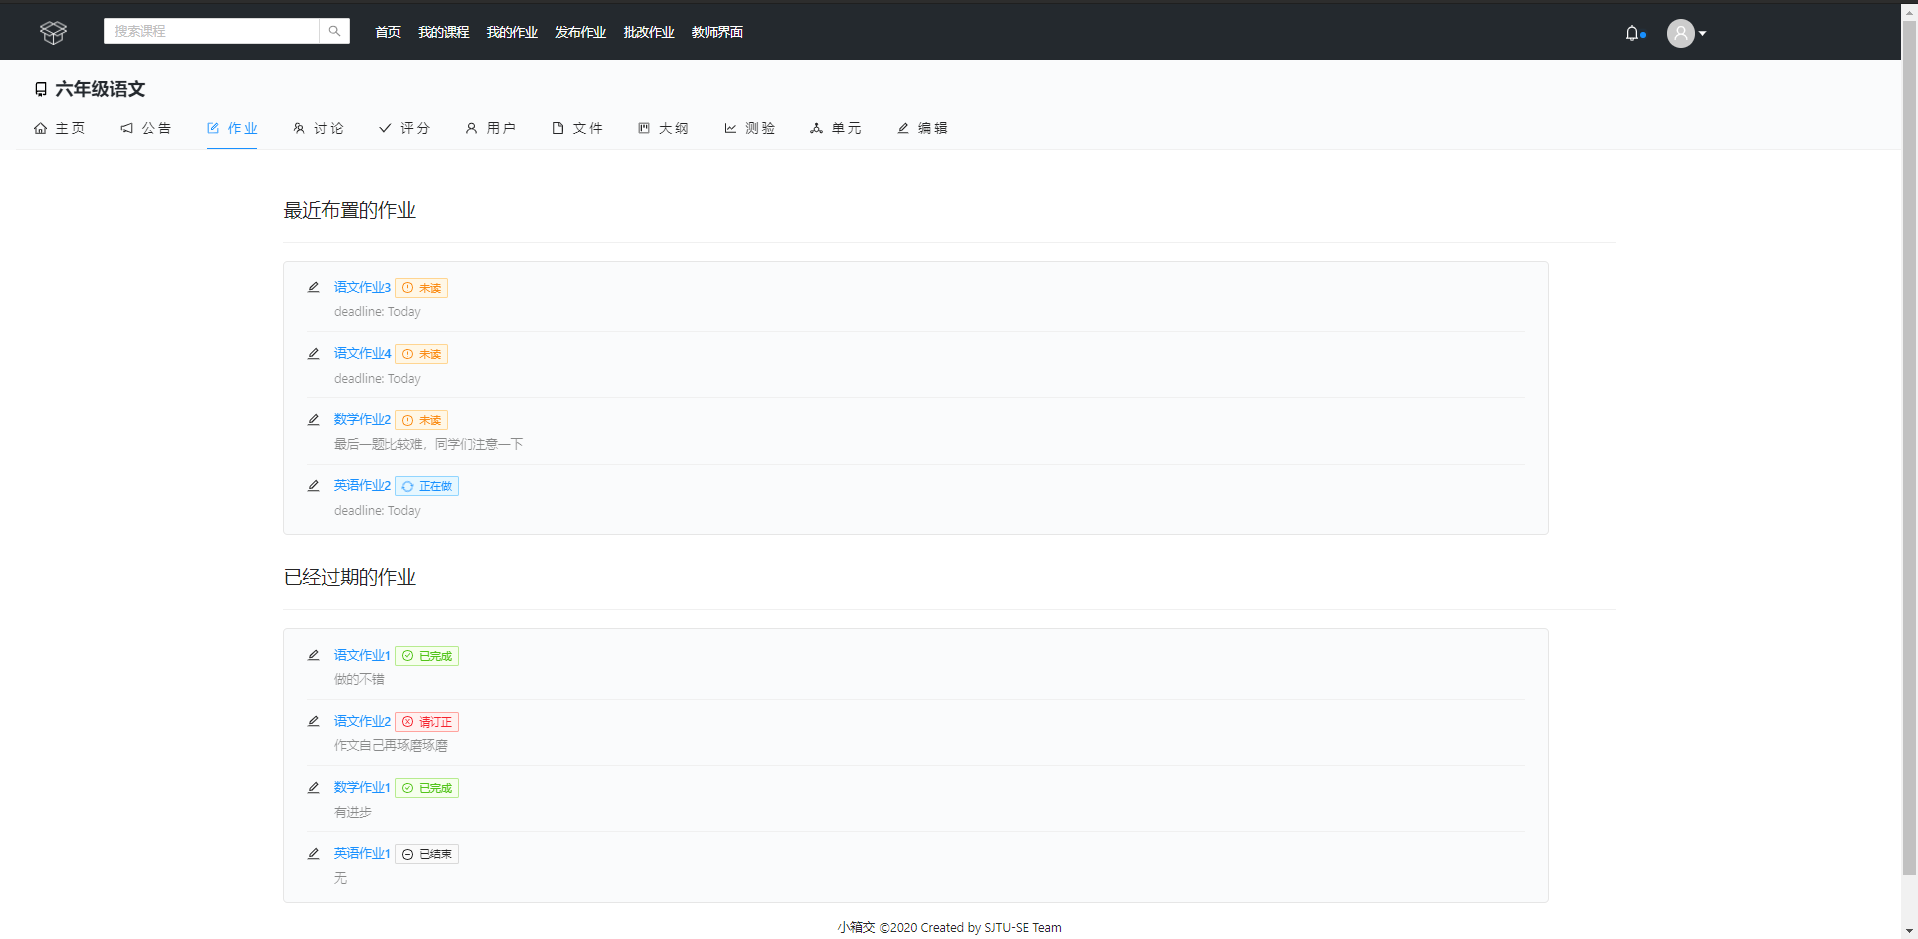 搜索课程
首页 我的课程 我的作业 发布作业 批改作业 教师界面
六年级语文
主页 公告 作业 讨论 评分 用户 文件 大纲 测验 单元 编辑
最近布置的作业
语文作业3 未读
deadline: Today
语文作业4 未读
deadline: Today
数学作业2 未读
最后一题比较难，同学们注意一下
英语作业2 正在做
deadline: Today
已经过期的作业
语文作业1 已完成
做的不错
语文作业2 请订正
作文自己再琢磨琢磨
数学作业1 已完成
有进步
英语作业1 已结束
无
小箱交 ©2020 Created by SJTU-SE Team